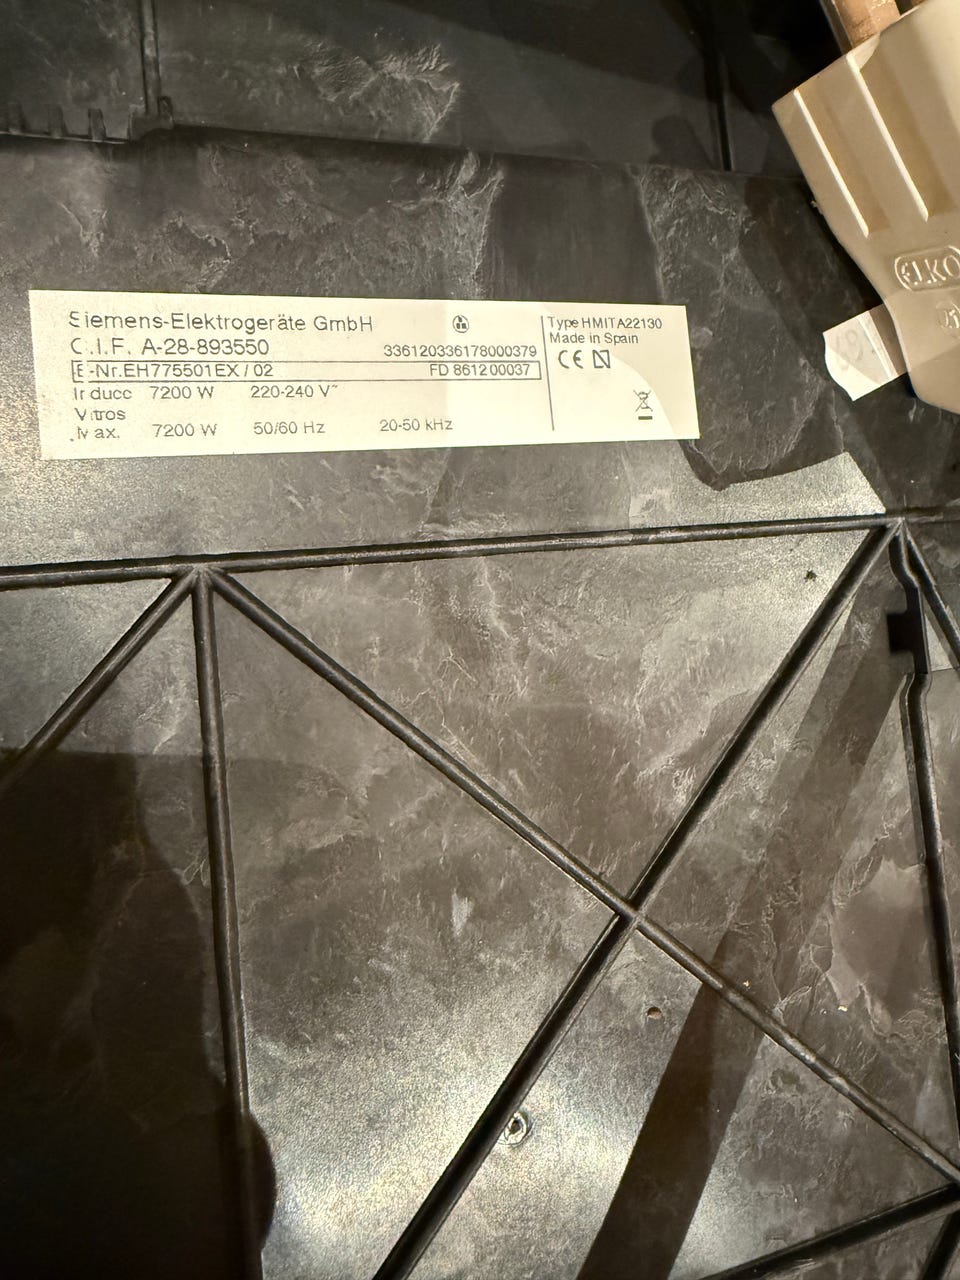 Siemens-Elektrogeräte GmbH
C.I.F. A-28-893550
336120336178000379
E-Nr.EH775501EX / 02
FD 8612 00037
Inducc 7200 W 220-240 V~
Vitros
Max. 7200 W 50/60 Hz 20-50 kHz
Type HMITA22130
Made in Spain
CE N
ELKO